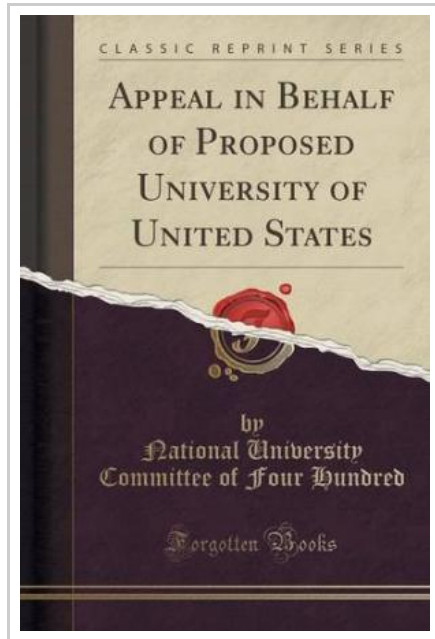 CLASSIC REPRINT SERIES
APPEAL IN BEHALF
OF PROPOSED
UNIVERSITY OF
UNITED STATES
F
by
National University
Committee of Four Hundred
Forgotten Books